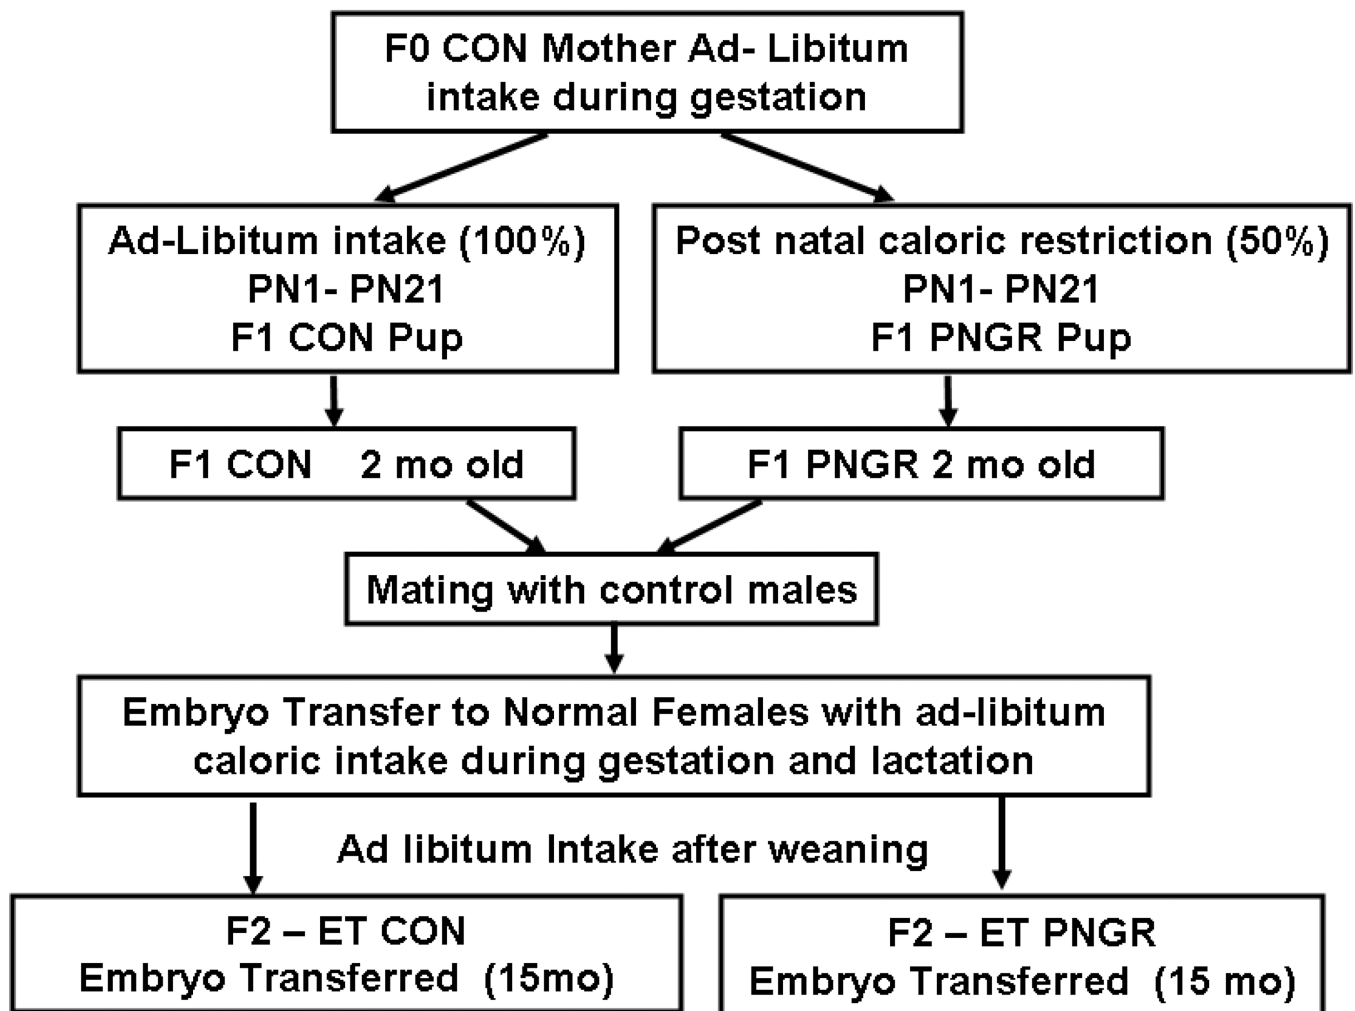 F0 CON Mother Ad- Libitum
intake during gestation
Ad-Libitum intake (100%)
PN1- PN21
F1 CON Pup
Post natal caloric restriction (50%)
PN1- PN21
F1 PNGR Pup
F1 CON 2 mo old
F1 PNGR 2 mo old
Mating with control males
Embryo Transfer to Normal Females with ad-libitum
caloric intake during gestation and lactation
Ad libitum Intake after weaning
F2 – ET CON
Embryo Transferred (15mo)
F2 – ET PNGR
Embryo Transferred (15 mo)